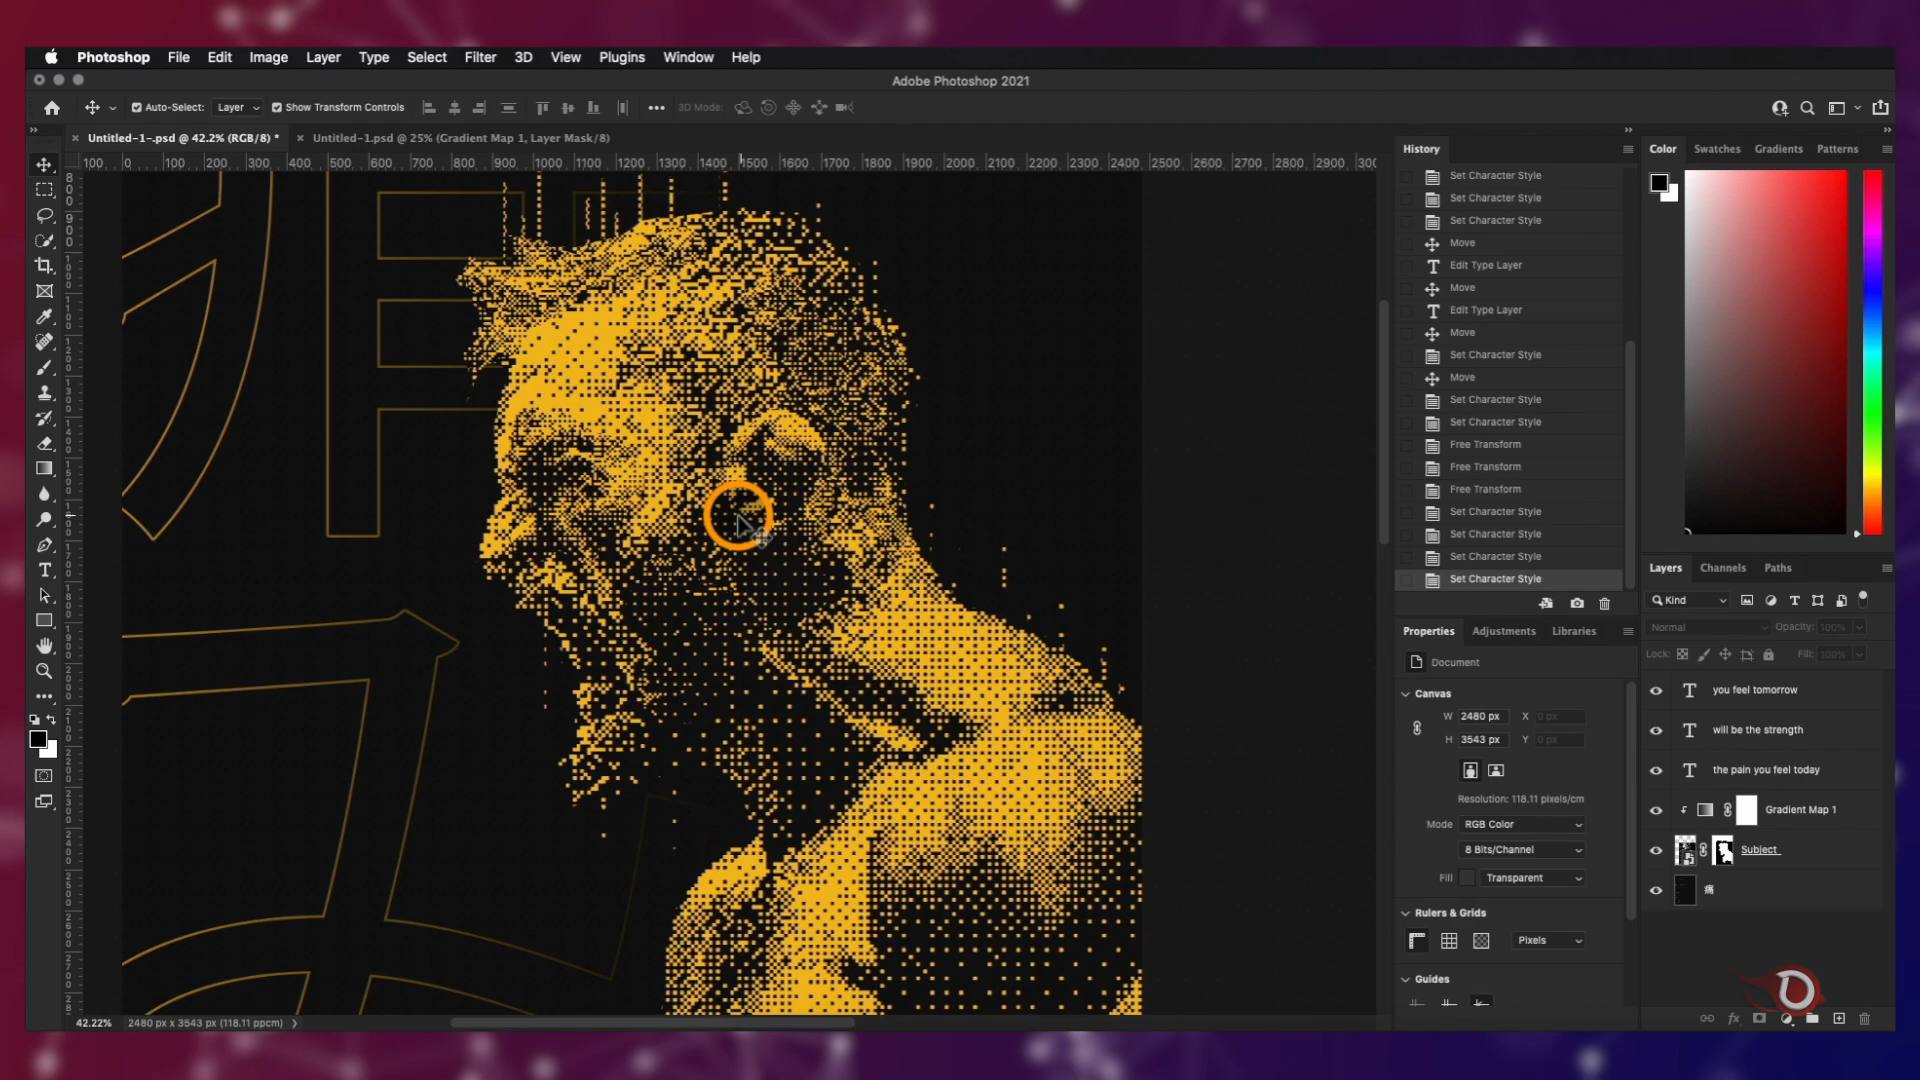 Photoshop File Edit Image Layer Type Select Filter 3D View Plugins Window Help
Adobe Photoshop 2021
Auto-Select: Layer Show Transform Controls 3D Mode:
Untitled-1-.psd @ 42.2% (RGB/8) * Untitled-1.psd @ 25% (Gradient Map 1, Layer Mask/8)
100 0 100 200 300 400 500 600 700 800 900 1000 1100 1200 1300 1400 1500 1600 1700 1800 1900 2000 2100 2200 2300 2400 2500 2600 2700 2800 2900 300
History
Set Character Style
Set Character Style
Set Character Style
Move
Edit Type Layer
Move
Edit Type Layer
Move
Set Character Style
Move
Set Character Style
Set Character Style
Free Transform
Free Transform
Free Transform
Set Character Style
Set Character Style
Set Character Style
Set Character Style
Properties Adjustments Libraries
Document
Canvas
W 2480 px X 0 px
H 3543 px Y 0 px
Resolution: 118.11 pixels/cm
Mode RGB Color
8 Bits/Channel
Fill Transparent
Rulers & Grids
Pixels
Guides
Color Swatches Gradients Patterns
Layers Channels Paths
Kind
Normal Opacity: 100%
Lock: Fill: 100%
you feel tomorrow
will be the strength
the pain you feel today
Gradient Map 1
Subject
痛
42.22% 2480 px x 3543 px (118.11 ppcm)